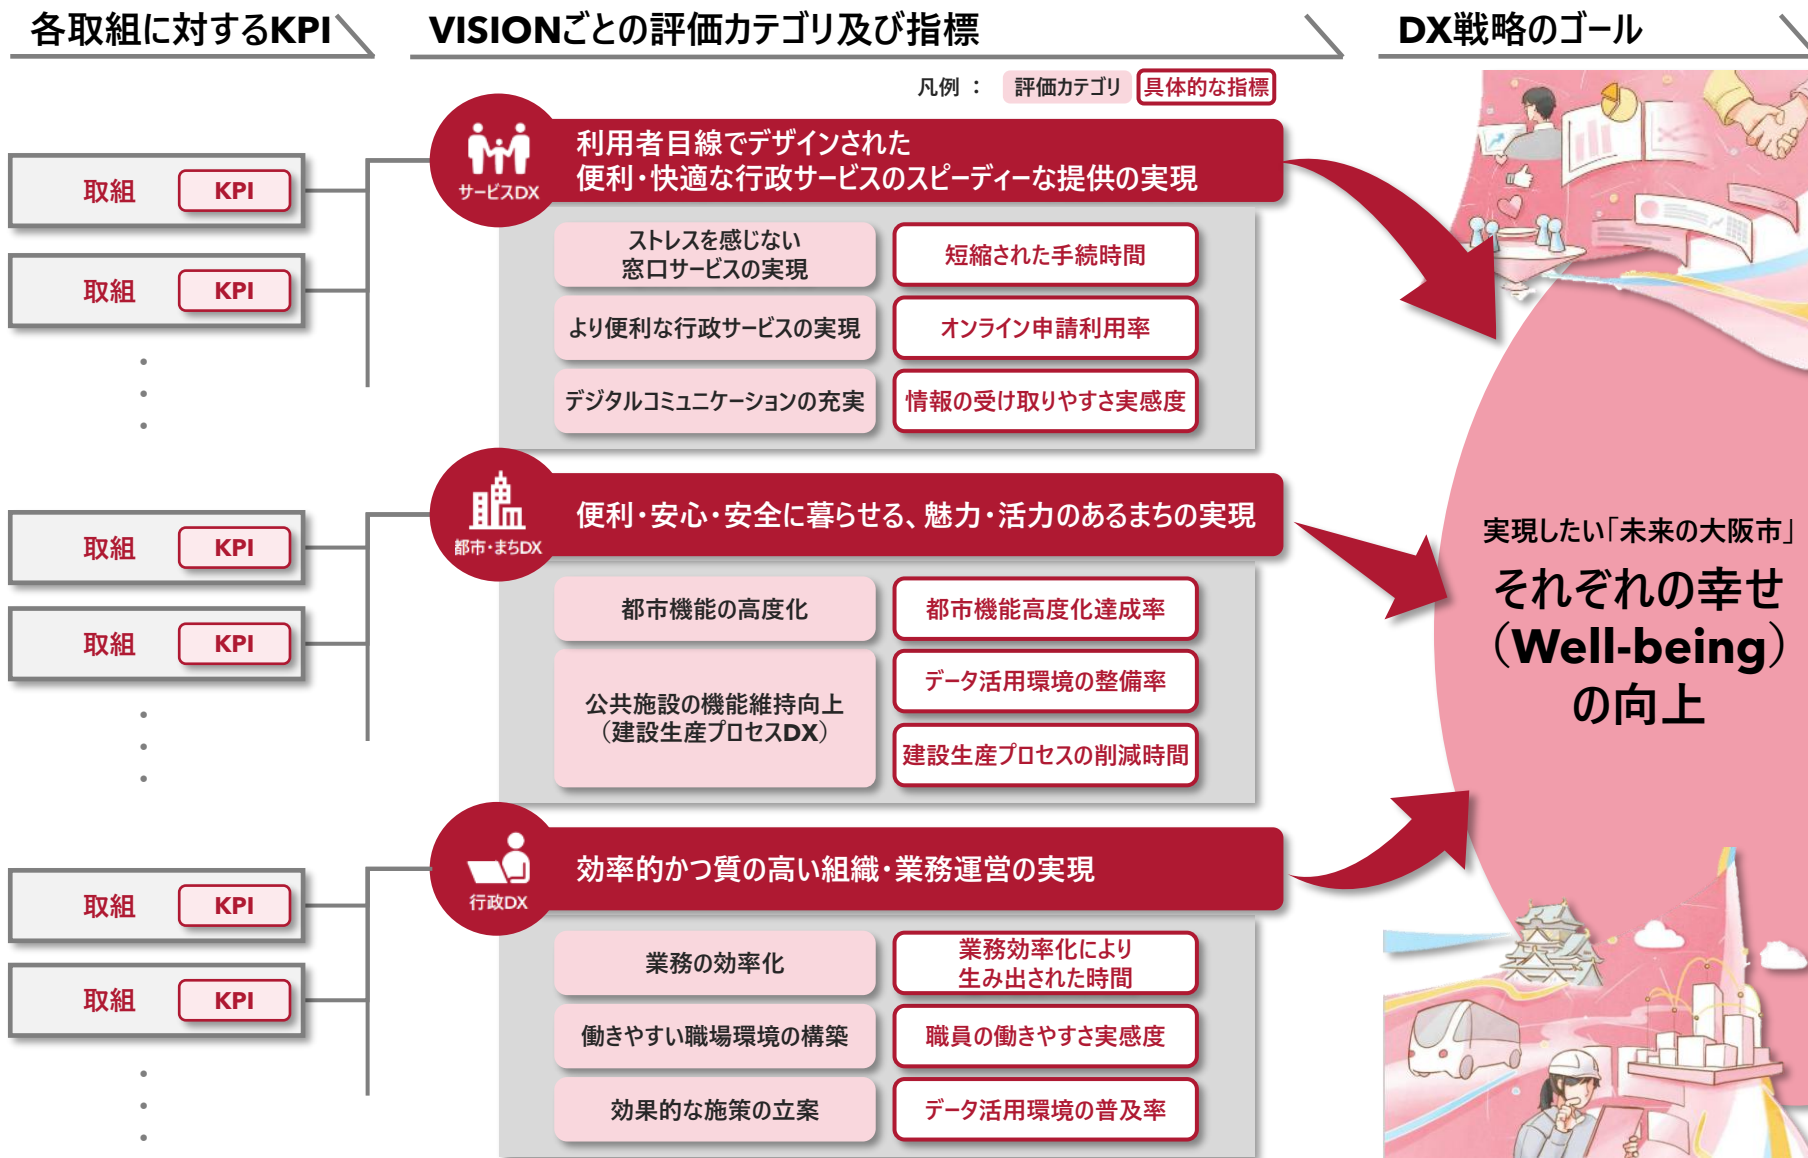 各取組に対するKPI
VISIONごとの評価カテゴリ及び指標
DX戦略のゴール
凡例 ： 評価カテゴリ 具体的な指標
取組 KPI
取組 KPI
・
・
・
サービスDX
利用者目線でデザインされた
便利・快適な行政サービスのスピーディーな提供の実現
ストレスを感じない
窓口サービスの実現
短縮された手続時間
より便利な行政サービスの実現
オンライン申請利用率
デジタルコミュニケーションの充実
情報の受け取りやすさ実感度
取組 KPI
取組 KPI
・
・
・
都市・まちDX
便利・安心・安全に暮らせる、魅力・活力のあるまちの実現
都市機能の高度化
都市機能高度化達成率
公共施設の機能維持向上
（建設生産プロセスDX）
データ活用環境の整備率
建設生産プロセスの削減時間
取組 KPI
取組 KPI
・
・
・
行政DX
効率的かつ質の高い組織・業務運営の実現
業務の効率化
業務効率化により
生み出された時間
働きやすい職場環境の構築
職員の働きやすさ実感度
効果的な施策の立案
データ活用環境の普及率
実現したい「未来の大阪市」
それぞれの幸せ
（Well-being）
の向上